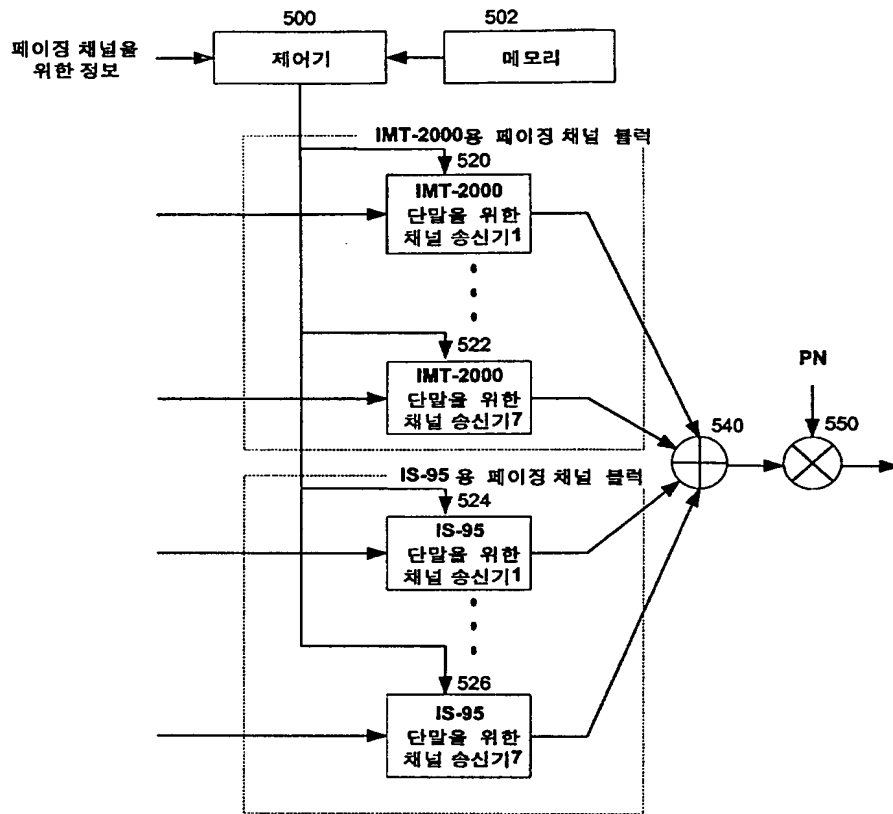 500
502
페이징 채널을
위한 정보
제어기
메모리
IMT-2000용 페이징 채널 블럭
520
IMT-2000
단말을 위한
채널 송신기1
522
IMT-2000
단말을 위한
채널 송신기7
PN
540
550
IS-95 용 페이징 채널 블럭
524
IS-95
단말을 위한
채널 송신기1
526
IS-95
단말을 위한
채널 송신기7